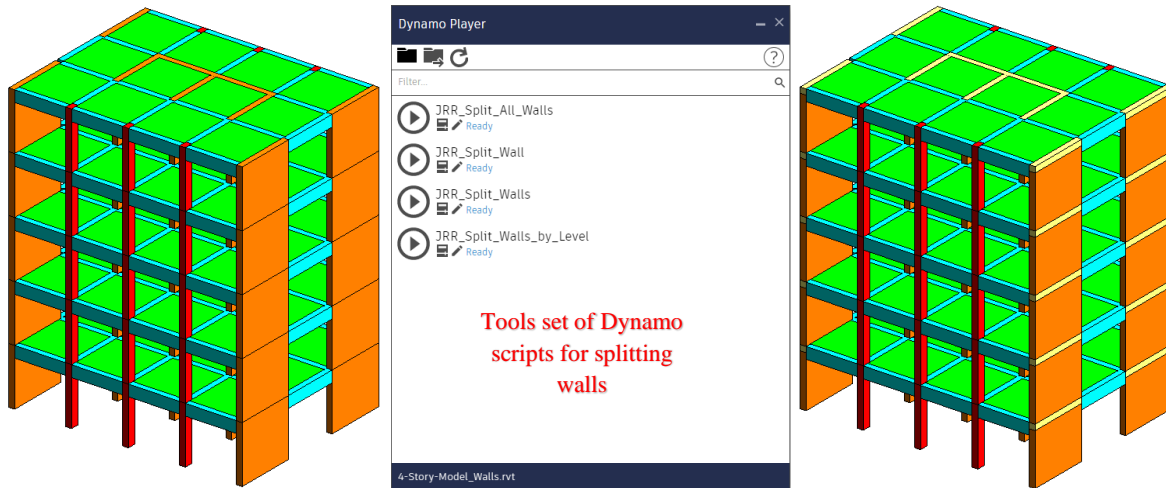 Dynamo Player
Filter...
JRR_Split_All_Walls
Ready
JRR_Split_Wall
Ready
JRR_Split_Walls
Ready
JRR_Split_Walls_by_Level
Ready
Tools set of Dynamo
scripts for splitting
walls
4-Story-Model_Walls.rvt